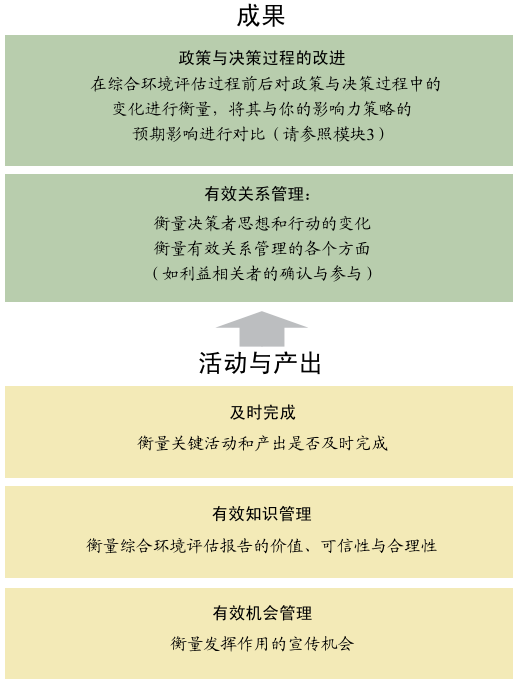 成果
政策与决策过程的改进
在综合环境评估过程前后对政策与决策过程中的
变化进行衡量，将其与你的影响力策略的
预期影响进行对比（请参照模块3）
有效关系管理：
衡量决策者思想和行动的变化
衡量有效关系管理的各个方面
（如利益相关者的确认与参与）
活动与产出
及时完成
衡量关键活动和产出是否及时完成
有效知识管理
衡量综合环境评估报告的价值、可信性与合理性
有效机会管理
衡量发挥作用的宣传机会